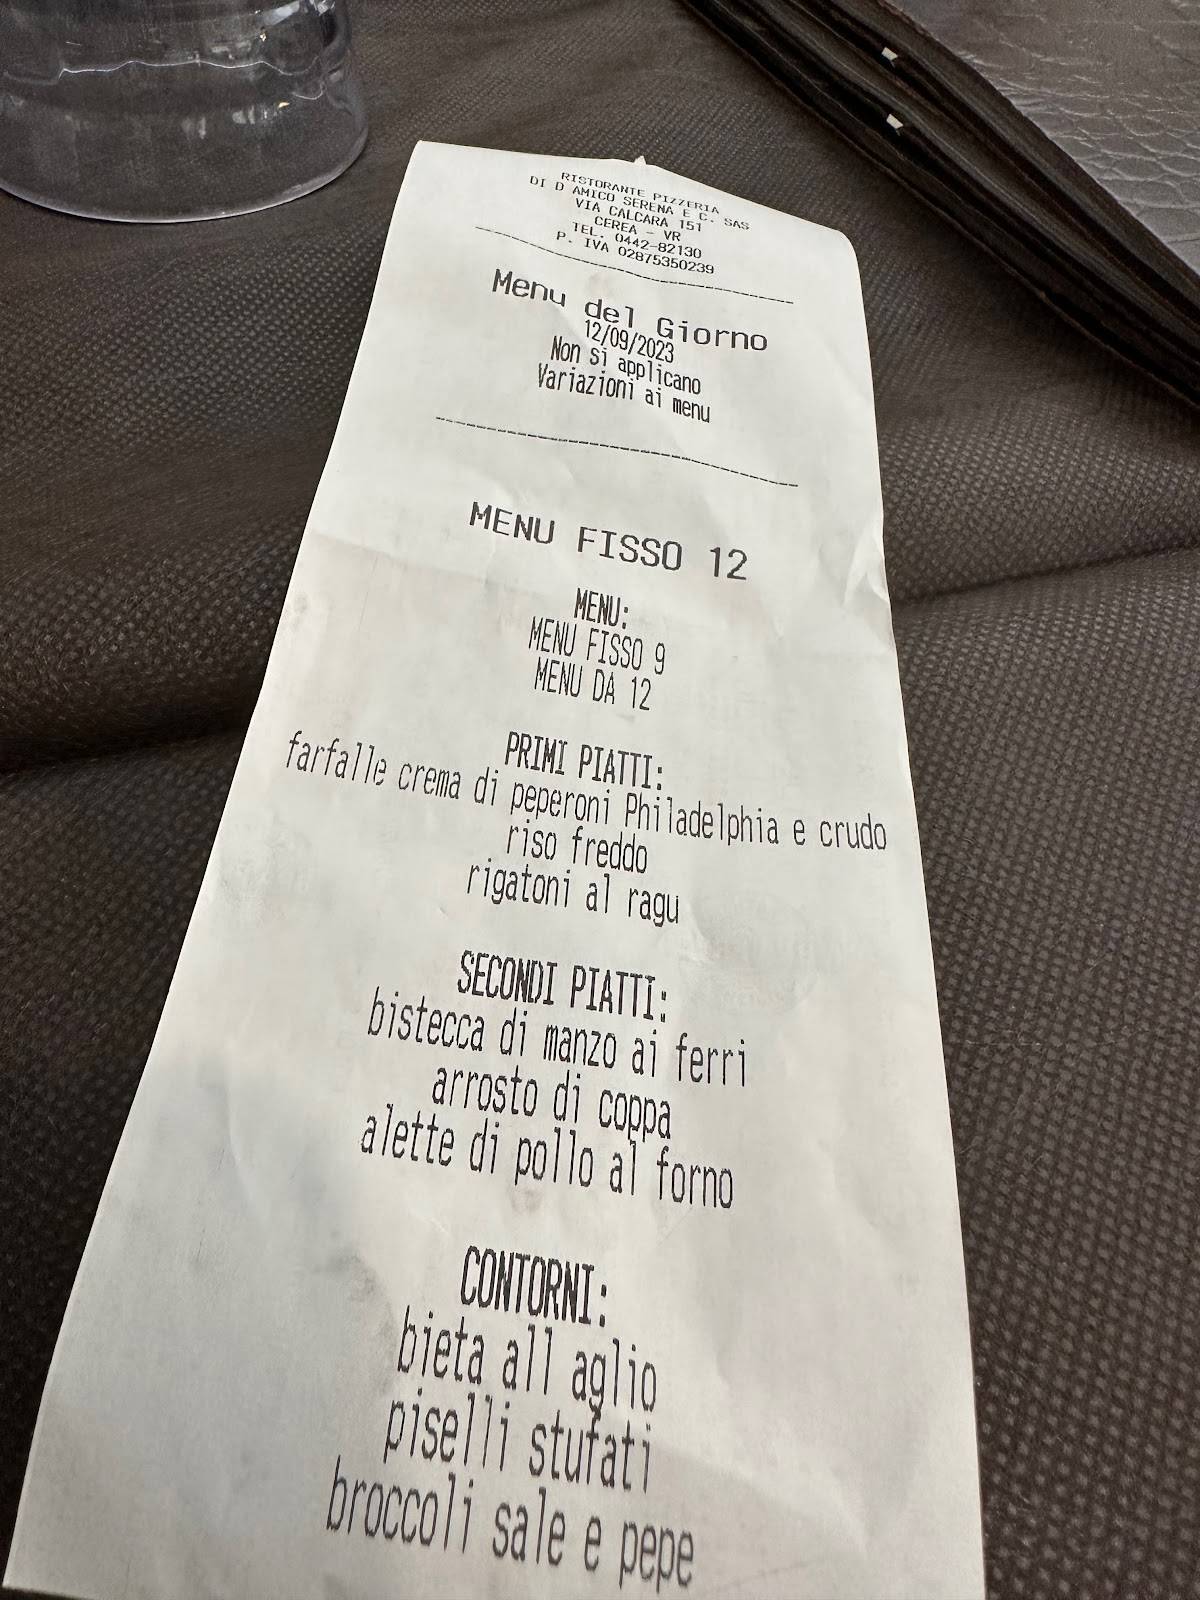 RISTORANTE PIZZERIA
DI D AMICO SERENA E C. SAS
VIA CALCARA 151
CEREA - VR
TEL. 0442-82130
P. IVA 02875350239
Menu del Giorno
12/09/2023
Non si applicano
Variazioni ai menu
MENU FISSO 12
MENU:
MENU FISSO 9
MENU DA 12
PRIMI PIATTI:
farfalle crema di peperoni Philadelphia e crudo
riso freddo
rigatoni al ragu
SECONDI PIATTI:
bistecca di manzo ai ferri
arrosto di coppa
alette di pollo al forno
CONTORNI:
bieta all aglio
piselli stufati
broccoli sale e pepe